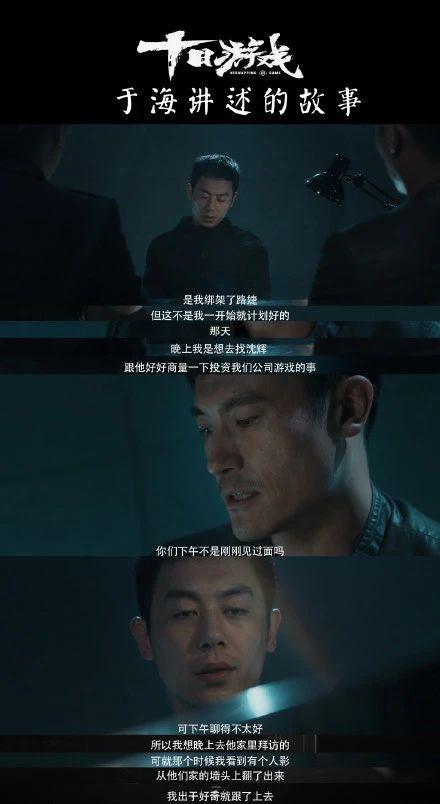 十日游戏
KIDNAPPING GAME
于海讲述的故事
是我绑架了路婕
但这不是我一开始就计划好的
那天
晚上我是想去找沈辉
跟他好好商量一下投资我们公司游戏的事
你们下午不是刚刚见过面吗
可下午聊得不太好
所以我想晚上去他家里拜访的
可就那个时候我看到有个人影
从他们家的墙头上翻了出来
我出于好奇就跟了上去